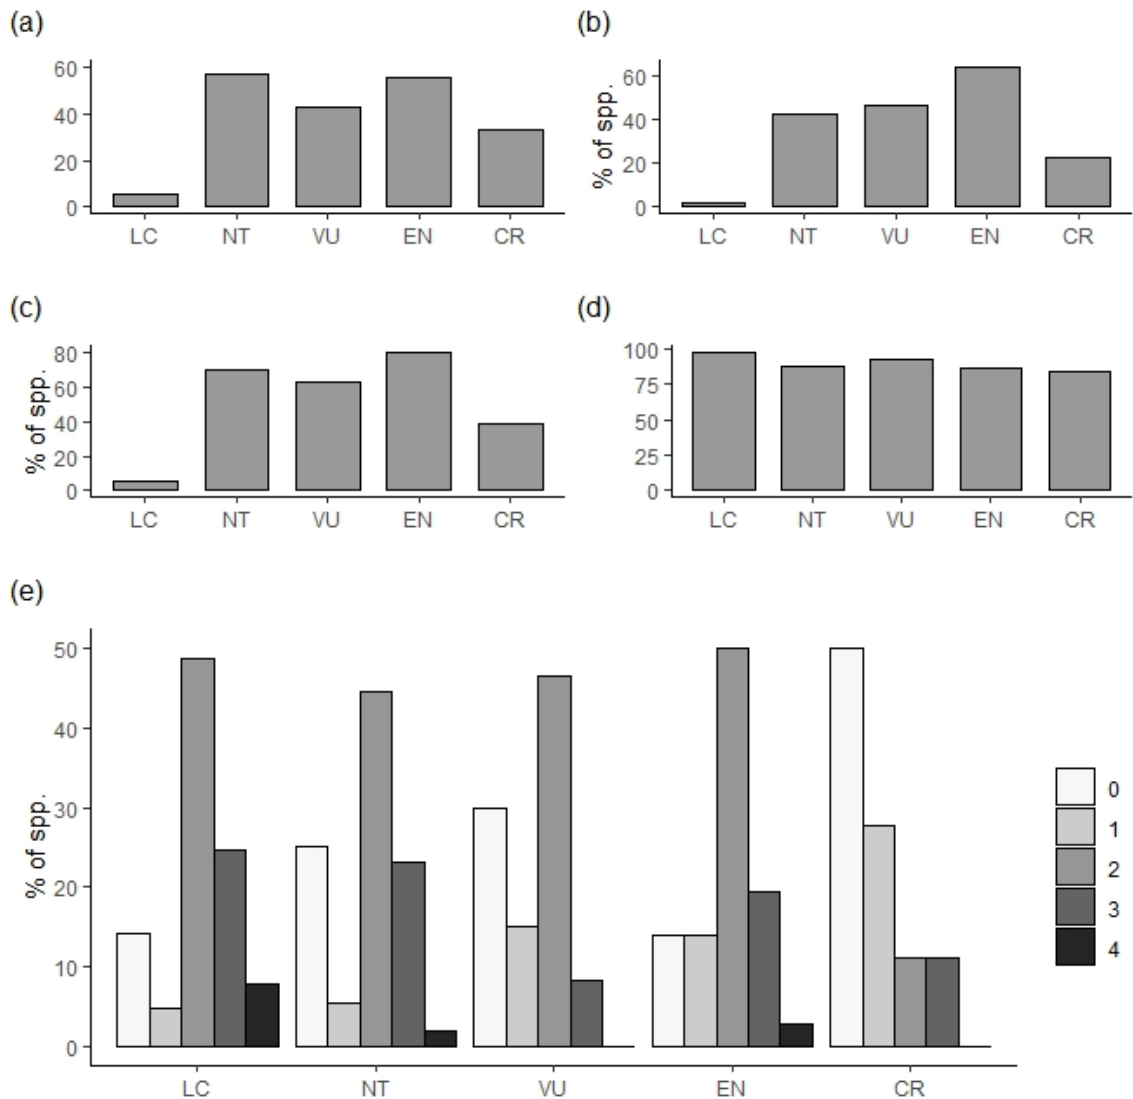 (a)
(b)
60
40
20
0
LC NT VU EN CR
% of spp.
60
40
20
0
LC NT VU EN CR
(c)
(d)
% of spp.
80
60
40
20
0
LC NT VU EN CR
100
75
50
25
0
LC NT VU EN CR
(e)
% of spp.
50
40
30
20
10
0
LC NT VU EN CR
0
1
2
3
4